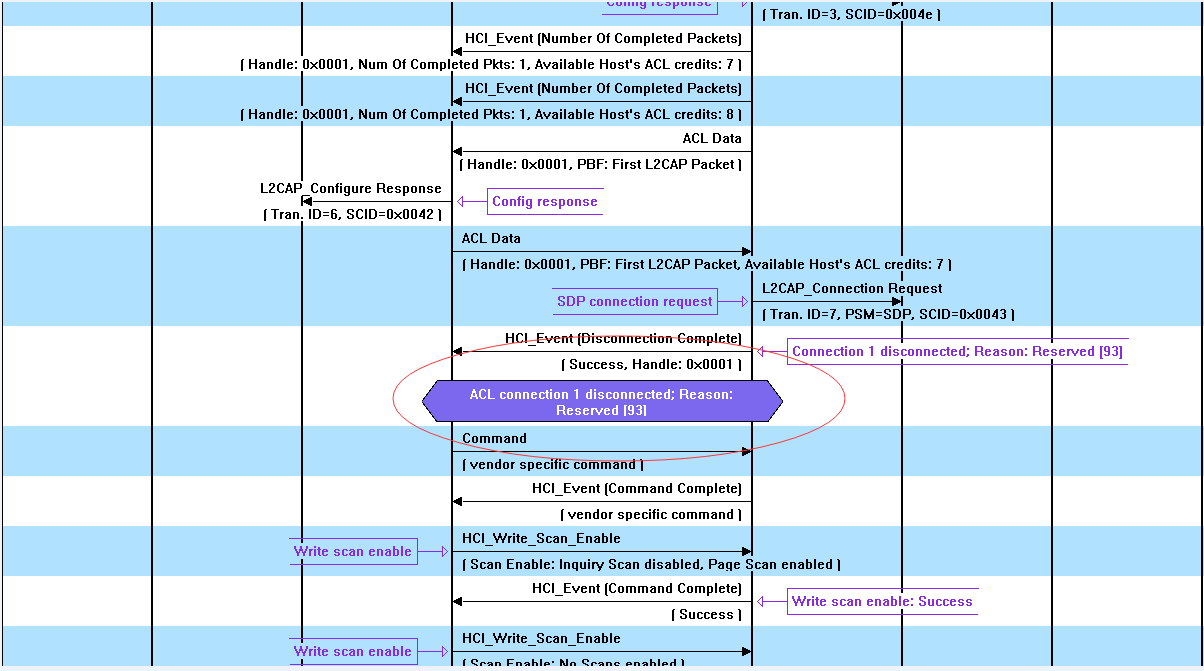 Config response
( Tran. ID=3, SCID=0x004e )
HCI_Event (Number Of Completed Packets)
( Handle: 0x0001, Num Of Completed Pkts: 1, Available Host's ACL credits: 7 )
HCI_Event (Number Of Completed Packets)
( Handle: 0x0001, Num Of Completed Pkts: 1, Available Host's ACL credits: 8 )
ACL Data
( Handle: 0x0001, PBF: First L2CAP Packet )
L2CAP_Configure Response
Config response
( Tran. ID=6, SCID=0x0042 )
ACL Data
( Handle: 0x0001, PBF: First L2CAP Packet, Available Host's ACL credits: 7 )
L2CAP_Connection Request
SDP connection request
( Tran. ID=7, PSM=SDP, SCID=0x0043 )
HCI_Event (Disconnection Complete)
Connection 1 disconnected; Reason: Reserved (93)
( Success, Handle: 0x0001 )
ACL connection 1 disconnected; Reason:
Reserved (93)
Command
( vendor specific command )
HCI_Event (Command Complete)
( vendor specific command )
HCI_Write_Scan_Enable
Write scan enable
( Scan Enable: Inquiry Scan disabled, Page Scan enabled )
HCI_Event (Command Complete)
Write scan enable: Success
( Success )
HCI_Write_Scan_Enable
Write scan enable
( Scan Enable: No Scans enabled )